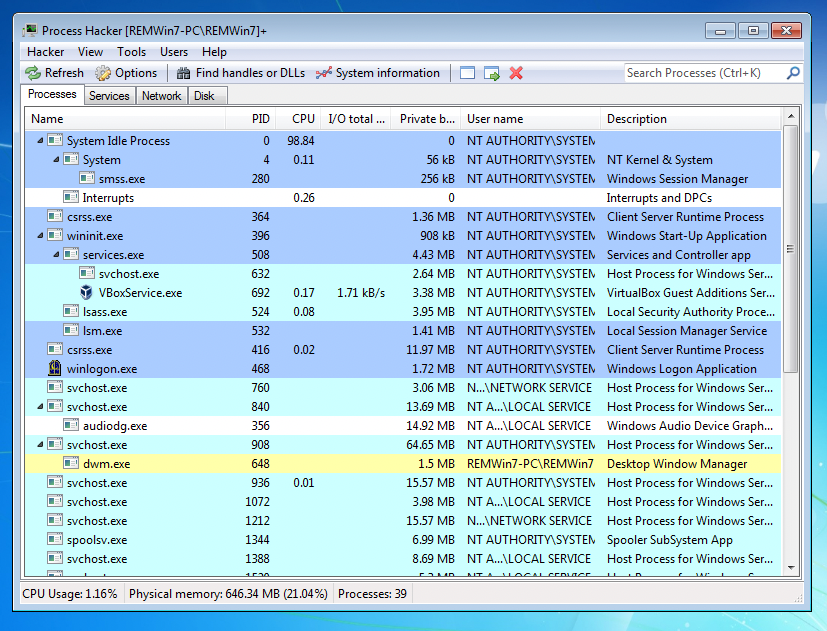 Process Hacker [REMWin7-PC\REMWin7]+
Hacker View Tools Users Help
Refresh Options Find handles or DLLs System information Search Processes (Ctrl+K)
Processes Services Network Disk
Name PID CPU I/O total ... Private b... User name Description
System Idle Process 0 98.84 0 NT AUTHORITY\SYSTEM
System 4 0.11 56 kB NT AUTHORITY\SYSTEM NT Kernel & System
smss.exe 280 256 kB NT AUTHORITY\SYSTEM Windows Session Manager
Interrupts 0.26 0 Interrupts and DPCs
csrss.exe 364 1.36 MB NT AUTHORITY\SYSTEM Client Server Runtime Process
wininit.exe 396 908 kB NT AUTHORITY\SYSTEM Windows Start-Up Application
services.exe 508 4.43 MB NT AUTHORITY\SYSTEM Services and Controller app
svchost.exe 632 2.64 MB NT AUTHORITY\SYSTEM Host Process for Windows Ser...
VBoxService.exe 692 0.17 1.71 kB/s 3.38 MB NT AUTHORITY\SYSTEM VirtualBox Guest Additions Ser...
lsass.exe 524 0.08 3.95 MB NT AUTHORITY\SYSTEM Local Security Authority Proce...
lsm.exe 532 1.41 MB NT AUTHORITY\SYSTEM Local Session Manager Service
csrss.exe 416 0.02 11.97 MB NT AUTHORITY\SYSTEM Client Server Runtime Process
winlogon.exe 468 1.72 MB NT AUTHORITY\SYSTEM Windows Logon Application
svchost.exe 760 3.06 MB N...\NETWORK SERVICE Host Process for Windows Ser...
svchost.exe 840 13.69 MB NT A...\LOCAL SERVICE Host Process for Windows Ser...
audiodg.exe 356 14.92 MB NT A...\LOCAL SERVICE Windows Audio Device Graph...
svchost.exe 908 64.65 MB NT AUTHORITY\SYSTEM Host Process for Windows Ser...
dwm.exe 648 1.5 MB REMWin7-PC\REMWin7 Desktop Window Manager
svchost.exe 936 0.01 15.57 MB NT AUTHORITY\SYSTEM Host Process for Windows Ser...
svchost.exe 1072 3.98 MB NT A...\LOCAL SERVICE Host Process for Windows Ser...
svchost.exe 1212 15.57 MB N...\NETWORK SERVICE Host Process for Windows Ser...
spoolsv.exe 1344 6.99 MB NT AUTHORITY\SYSTEM Spooler SubSystem App
svchost.exe 1388 8.69 MB NT A...\LOCAL SERVICE Host Process for Windows Ser...
CPU Usage: 1.16% Physical memory: 646.34 MB (21.04%) Processes: 39